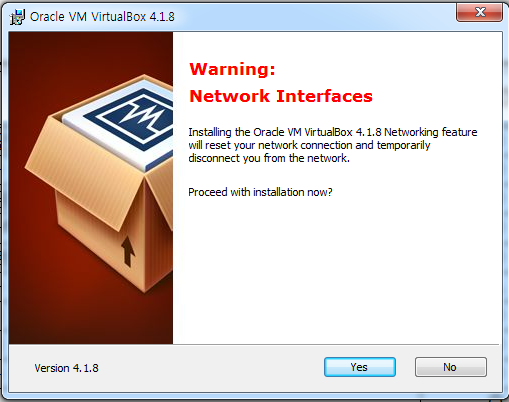 Oracle VM VirtualBox 4.1.8
Warning:
Network Interfaces
Installing the Oracle VM VirtualBox 4.1.8 Networking feature
will reset your network connection and temporarily
disconnect you from the network.
Proceed with installation now?
Version 4.1.8
Yes
No